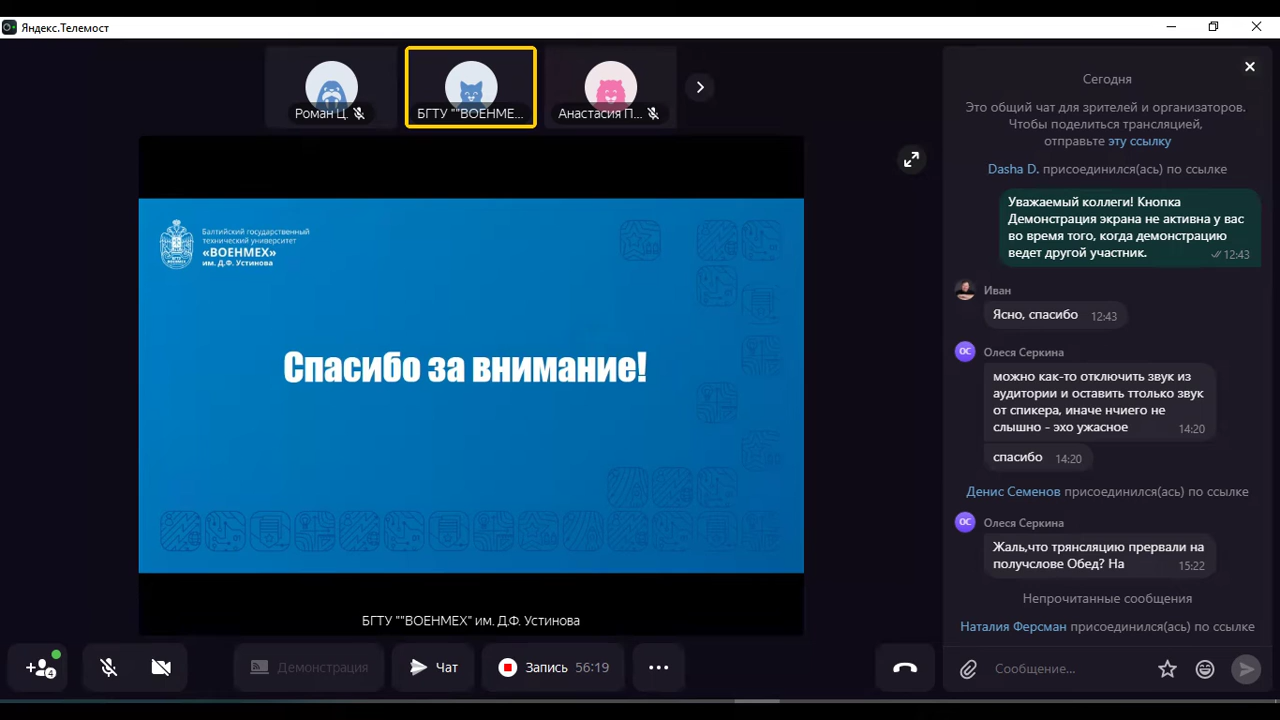 Яндекс.Телемост
Роман Ц.
БГТУ ""ВОЕНМЕ...
Анастасия П...
Балтийский государственный
технический университет
«ВОЕНМЕХ»
им. Д.Ф. Устинова
Спасибо за внимание!
БГТУ ""ВОЕНМЕХ" им. Д.Ф. Устинова
4
Демонстрация
Чат
Запись 56:19
Сегодня
Это общий чат для зрителей и организаторов.
Чтобы поделиться трансляцией,
отправьте эту ссылку
Dasha D. присоединился(ась) по ссылке
Уважаемый коллеги! Кнопка
Демонстрация экрана не активна у вас
во время того, когда демонстрацию
ведет другой участник.
12:43
Иван
Ясно, спасибо 12:43
ОС
Олеся Серкина
можно как-то отключить звук из
аудитории и оставить ттолько звук
от спикера, иначе нчиего не
слышно - эхо ужасное 14:20
спасибо 14:20
Денис Семенов присоединился(ась) по ссылке
ОС
Олеся Серкина
Жаль,что трянсляцию прервали на
получслове Обед? На 15:22
Непрочитанные сообщения
Наталия Ферсман присоединился(ась) по ссылке
Сообщение...